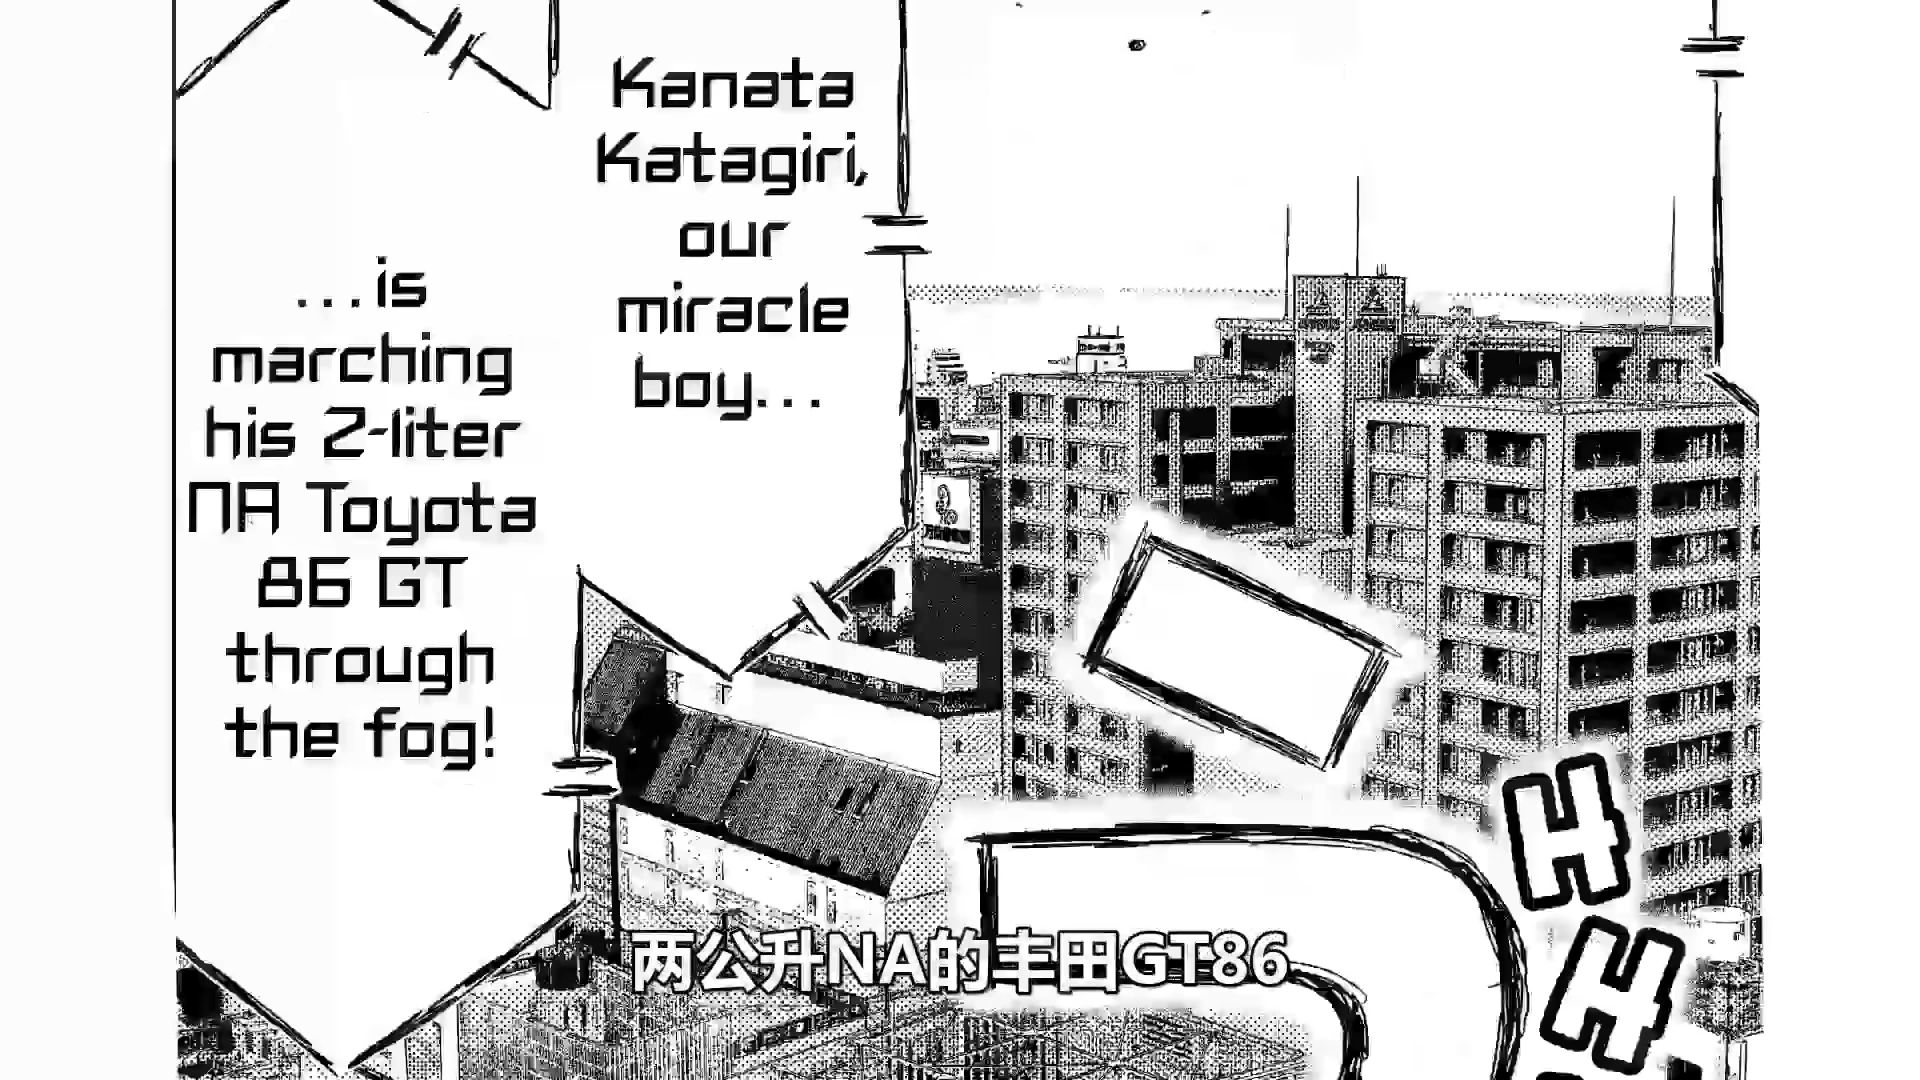 Kanata
Katagiri,
our
miracle
boy...
...is
marching
his 2-liter
NA Toyota
86 GT
through
the fog!
H
H
两公升NA的丰田GT86